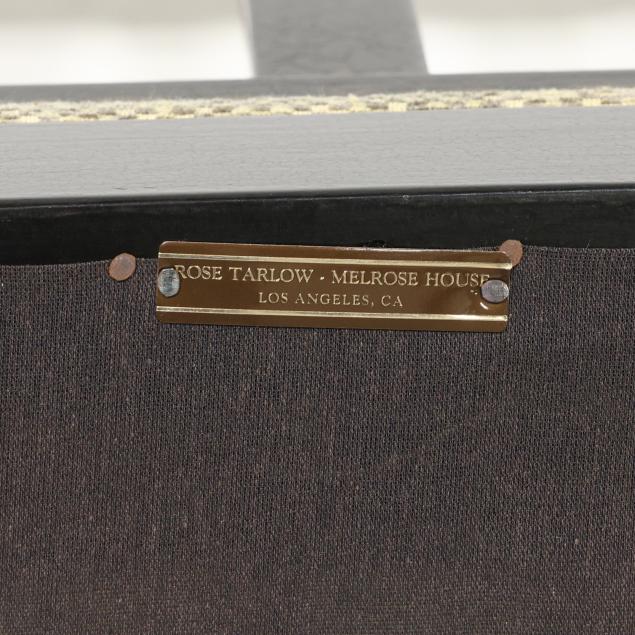 ROSE TARLOW - MELROSE HOUSE
LOS ANGELES, CA